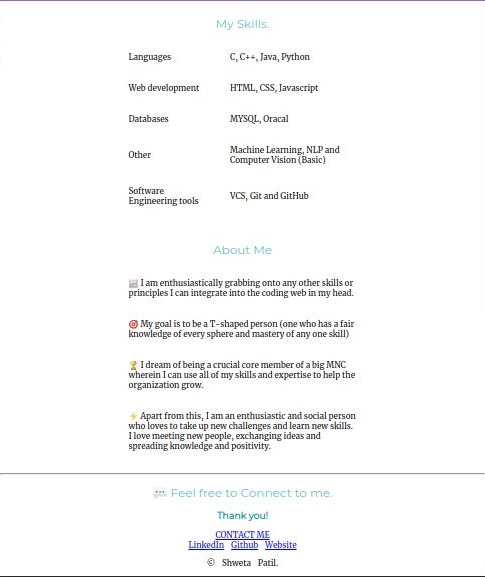 My Skills..
Languages C, C++, Java, Python
Web development HTML, CSS, Javascript
Databases MYSQL, Oracal
Other Machine Learning, NLP and
Computer Vision (Basic)
Software
Engineering tools VCS, Git and GitHub
About Me
I am enthusiastically grabbing onto any other skills or
principles I can integrate into the coding web in my head.
🎯 My goal is to be a T-shaped person (one who has a fair
knowledge of every sphere and mastery of any one skill)
🏆 I dream of being a crucial core member of a big MNC
wherein I can use all of my skills and expertise to help the
organization grow.
⚡ Apart from this, I am an enthusiastic and social person
who loves to take up new challenges and learn new skills.
I love meeting new people, exchanging ideas and
spreading knowledge and positivity.
💬 Feel free to Connect to me.
Thank you!
CONTACT ME
LinkedIn Github Website
© Shweta Patil.